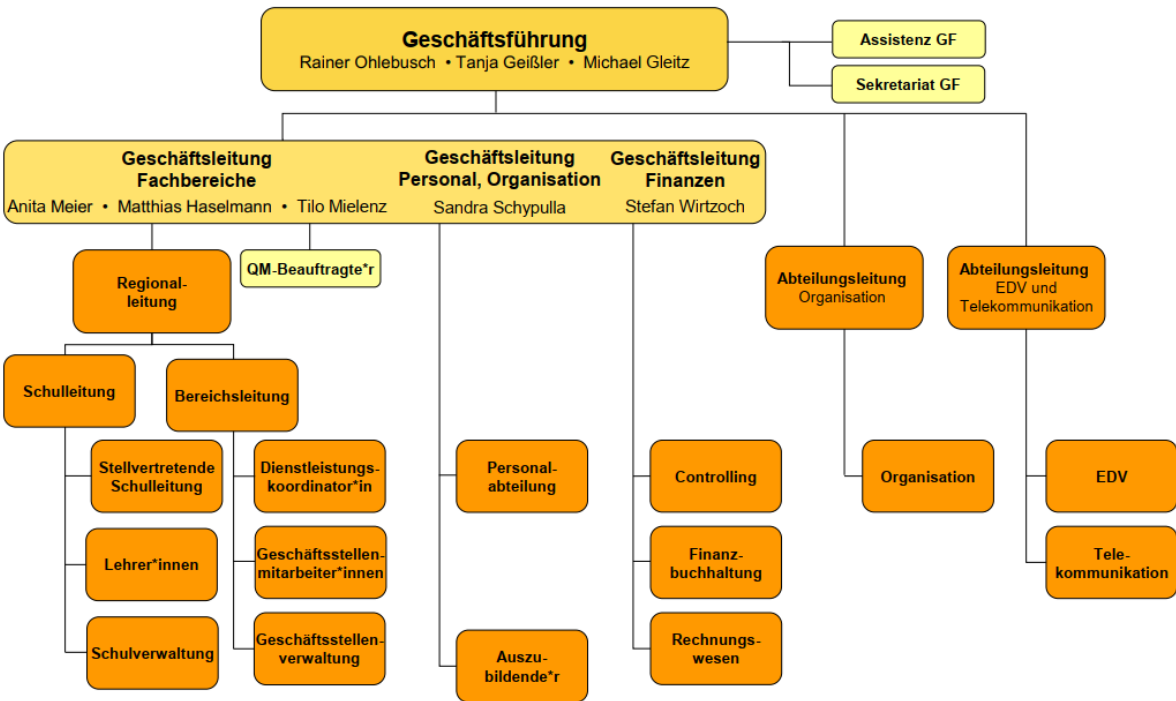 Geschäftsführung
Rainer Ohlebusch • Tanja Geißler • Michael Gleitz
Assistenz GF
Sekretariat GF
Geschäftsleitung
Fachbereiche
Anita Meier • Matthias Haselmann • Tilo Mielenz
Geschäftsleitung
Personal, Organisation
Sandra Schypulla
Geschäftsleitung
Finanzen
Stefan Wirtzoch
Regional-
leitung
QM-Beauftragte*r
Abteilungsleitung
Organisation
Abteilungsleitung
EDV und
Telekommunikation
Schulleitung
Bereichsleitung
Stellvertretende
Schulleitung
Dienstleistungs-
koordinator*in
Personal-
abteilung
Controlling
Organisation
EDV
Lehrer*innen
Geschäftsstellen-
mitarbeiter*innen
Finanz-
buchhaltung
Tele-
kommunikation
Schulverwaltung
Geschäftsstellen-
verwaltung
Auszu-
bildende*r
Rechnungs-
wesen